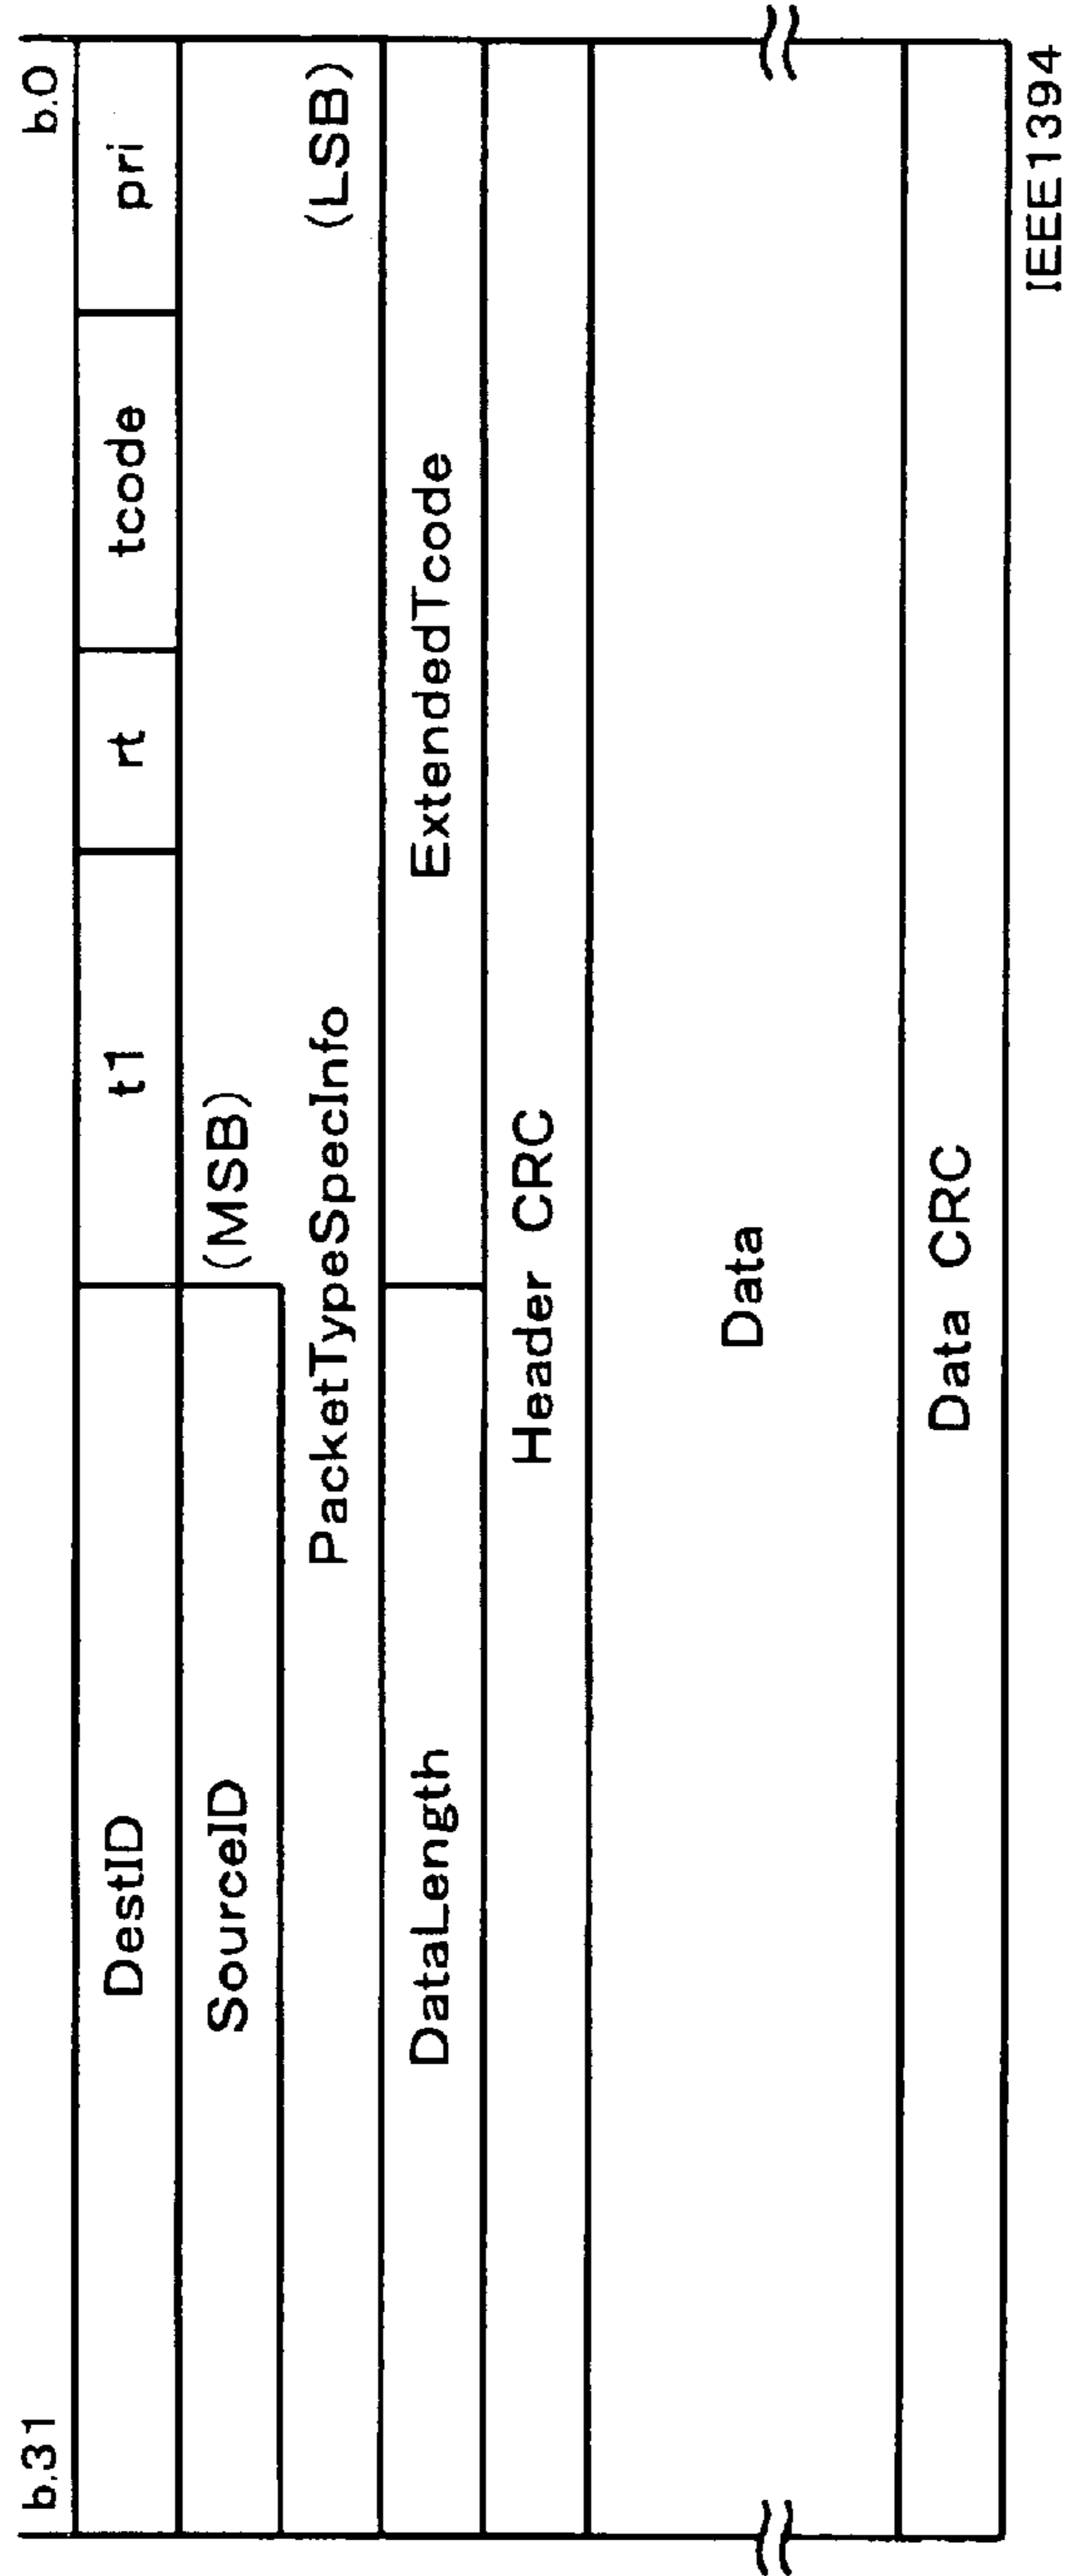 b.31 b.0
DestID t1 rt tcode pri
SourceID (MSB)
PacketTypeSpecInfo (LSB)
DataLength ExtendedTcode
Header CRC
Data
Data CRC
IEEE1394